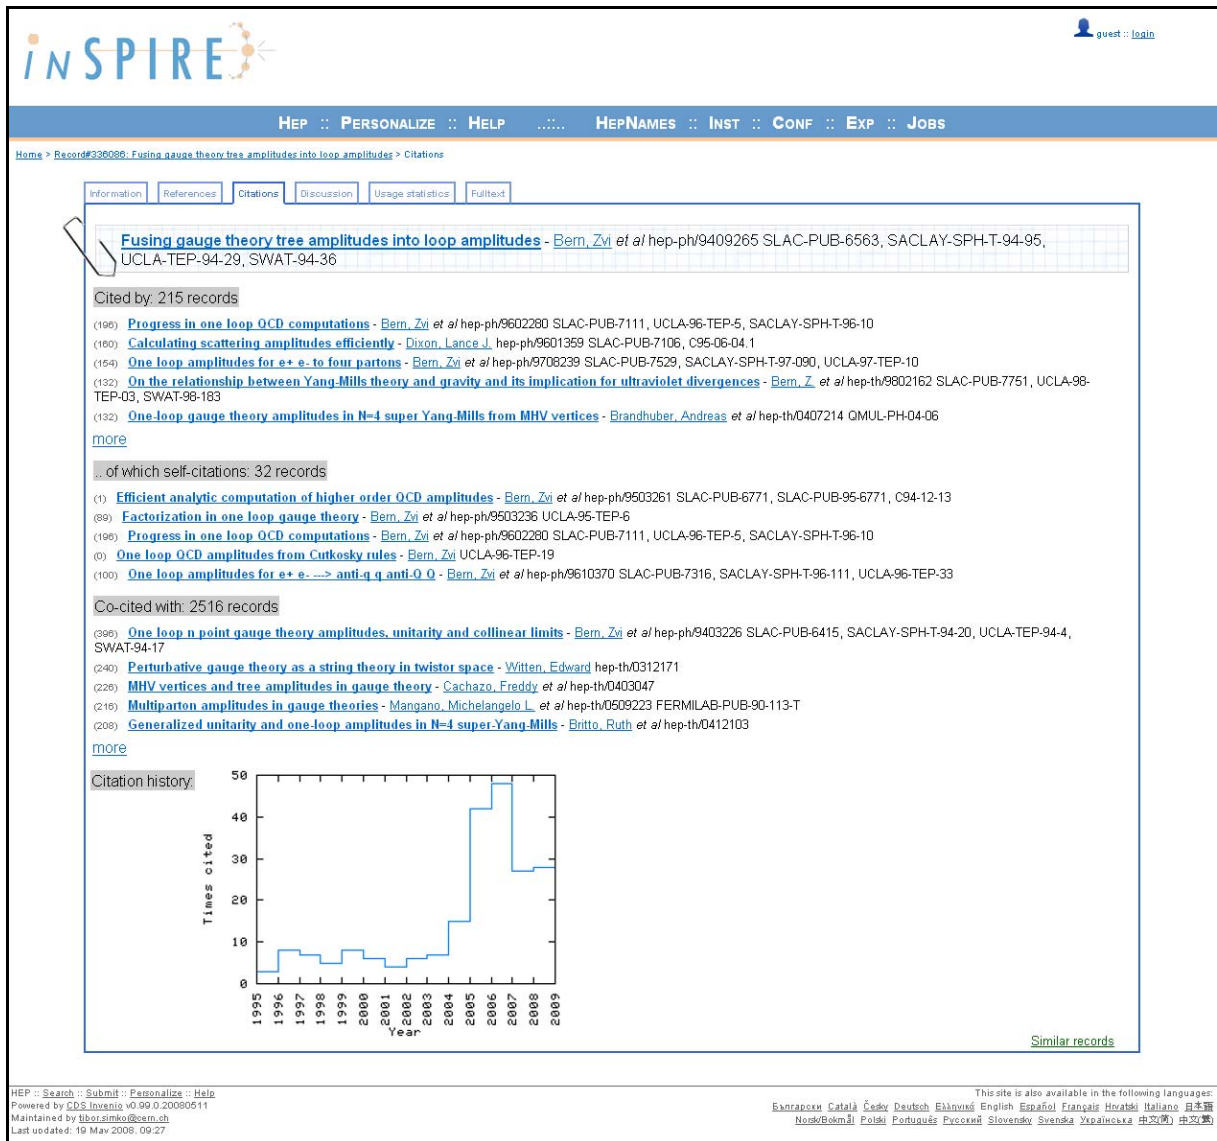 iNSPIRE
guest :: login
HEP :: PERSONALIZE :: HELP ..::.. HEPNAMES :: INST :: CONF :: EXP :: JOBS
Home > Record#336086: Fusing gauge theory tree amplitudes into loop amplitudes > Citations
Information References Citations Discussion Usage statistics Fulltext
Fusing gauge theory tree amplitudes into loop amplitudes - Bern, Zvi et al hep-ph/9409265 SLAC-PUB-6563, SACLAY-SPH-T-94-95,
UCLA-TEP-94-29, SWAT-94-36
Cited by: 215 records
(196) Progress in one loop QCD computations - Bern, Zvi et al hep-ph/9602280 SLAC-PUB-7111, UCLA-96-TEP-5, SACLAY-SPH-T-96-10
(160) Calculating scattering amplitudes efficiently - Dixon, Lance J. hep-ph/9601359 SLAC-PUB-7106, C95-06-04.1
(154) One loop amplitudes for e+ e- to four partons - Bern, Zvi et al hep-ph/9708239 SLAC-PUB-7529, SACLAY-SPH-T-97-090, UCLA-97-TEP-10
(132) On the relationship between Yang-Mills theory and gravity and its implication for ultraviolet divergences - Bern, Z. et al hep-th/9802162 SLAC-PUB-7751, UCLA-98-
TEP-03, SWAT-98-183
(132) One-loop gauge theory amplitudes in N=4 super Yang-Mills from MHV vertices - Brandhuber, Andreas et al hep-th/0407214 QMUL-PH-04-06
more
.. of which self-citations: 32 records
(1) Efficient analytic computation of higher order QCD amplitudes - Bern, Zvi et al hep-ph/9503261 SLAC-PUB-6771, SLAC-PUB-95-6771, C94-12-13
(89) Factorization in one loop gauge theory - Bern, Zvi et al hep-ph/9503236 UCLA-95-TEP-6
(196) Progress in one loop QCD computations - Bern, Zvi et al hep-ph/9602280 SLAC-PUB-7111, UCLA-96-TEP-5, SACLAY-SPH-T-96-10
(0) One loop QCD amplitudes from Cutkosky rules - Bern, Zvi UCLA-96-TEP-19
(100) One loop amplitudes for e+ e- ---> anti-q q anti-Q Q - Bern, Zvi et al hep-ph/9610370 SLAC-PUB-7316, SACLAY-SPH-T-96-111, UCLA-96-TEP-33
Co-cited with: 2516 records
(396) One loop n point gauge theory amplitudes, unitarity and collinear limits - Bern, Zvi et al hep-ph/9403226 SLAC-PUB-6415, SACLAY-SPH-T-94-20, UCLA-TEP-94-4,
SWAT-94-17
(240) Perturbative gauge theory as a string theory in twistor space - Witten, Edward hep-th/0312171
(226) MHV vertices and tree amplitudes in gauge theory - Cachazo, Freddy et al hep-th/0403047
(216) Multiparton amplitudes in gauge theories - Mangano, Michelangelo L. et al hep-th/0509223 FERMILAB-PUB-90-113-T
(208) Generalized unitarity and one-loop amplitudes in N=4 super-Yang-Mills - Britto, Ruth et al hep-th/0412103
more
Citation history:
50
40
30
20
10
0
Times cited
1995 1996 1997 1998 1999 2000 2001 2002 2003 2004 2005 2006 2007 2008 2009
Year
Similar records
HEP :: Search :: Submit :: Personalize :: Help
Powered by CDS Invenio v0.99.0.20080511
Maintained by tibor.simko@cern.ch
Last updated: 19 May 2008, 09:27
This site is also available in the following languages:
Български Català Česky Deutsch Ελληνικά English Español Français Hrvatski Italiano 日本語
Norsk/Bokmål Polski Português Русский Slovensky Svenska Українська 中文(简) 中文(繁)